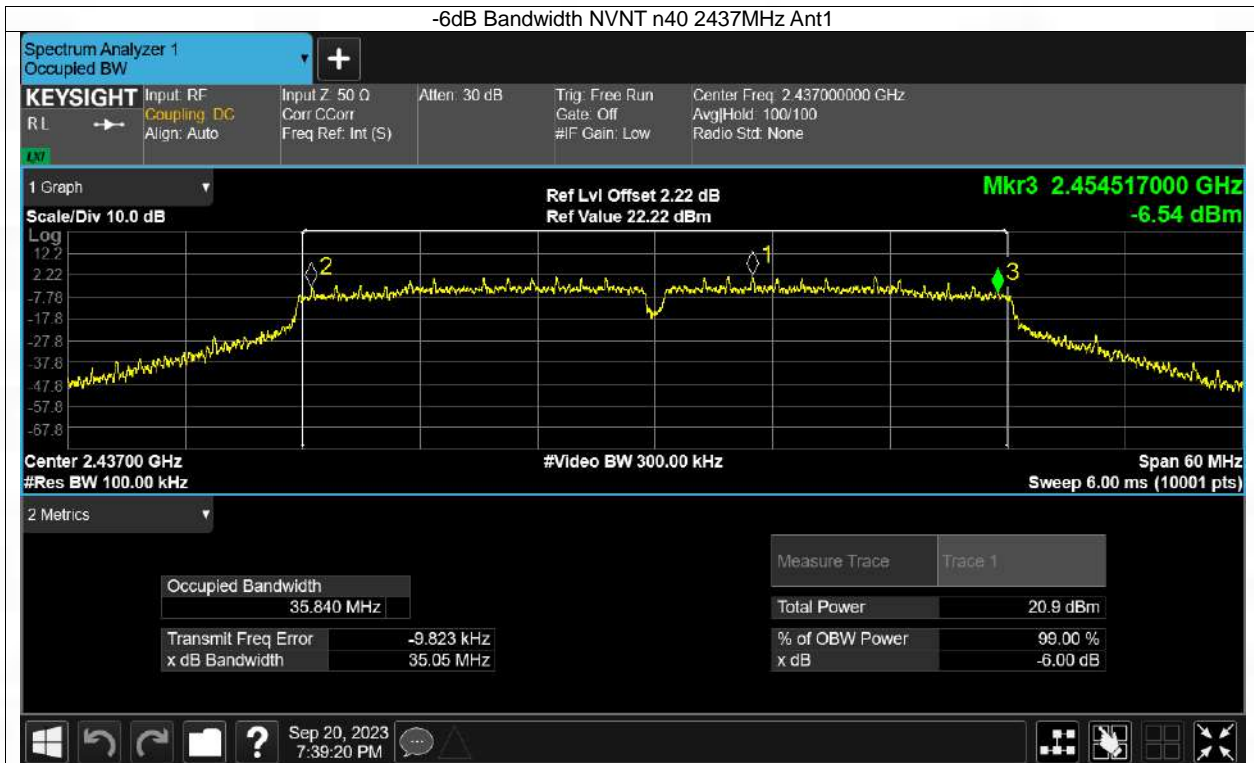 -6dB Bandwidth NVNT n40 2437MHz Ant1
Spectrum Analyzer 1
Occupied BW
+
KEYSIGHT
RL
LXI
Input: RF
Coupling: DC
Align: Auto
Input Z: 50 Ω
Corr CCorr
Freq Ref: Int (S)
Atten: 30 dB
Trig: Free Run
Gate: Off
#IF Gain: Low
Center Freq: 2.437000000 GHz
Avg|Hold: 100/100
Radio Std: None
1 Graph
Scale/Div 10.0 dB
Ref Lvl Offset 2.22 dB
Ref Value 22.22 dBm
Mkr3 2.454517000 GHz
-6.54 dBm
Log
12.2
2.22
-7.78
-17.8
-27.8
-37.8
-47.8
-57.8
-67.8
2
1
3
Center 2.43700 GHz
#Res BW 100.00 kHz
#Video BW 300.00 kHz
Span 60 MHz
Sweep 6.00 ms (10001 pts)
2 Metrics
Occupied Bandwidth
35.840 MHz
Transmit Freq Error -9.823 kHz
x dB Bandwidth 35.05 MHz
Measure Trace Trace 1
Total Power 20.9 dBm
% of OBW Power 99.00 %
x dB -6.00 dB
?
Sep 20, 2023
7:39:20 PM